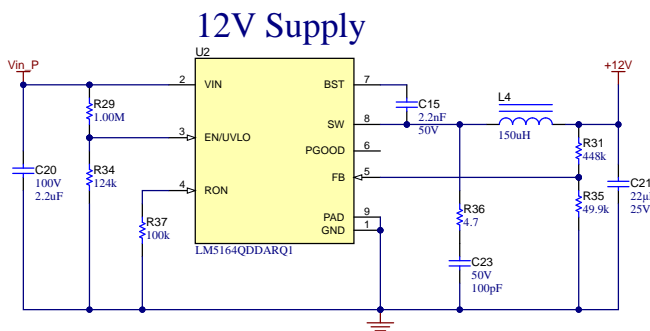 12V Supply
U2
Vin_P
+12V
2 VIN BST 7
R29
1.00M
C15
2.2nF
50V
L4
150uH
SW 8
3 EN/UVLO
PGOOD 6
R31
448k
C20
100V
2.2uF
R34
124k
4 RON
FB 5
C21
22µ
25V
R35
49.9k
R37
100k
R36
4.7
PAD 9
GND 1
LM5164QDDARQ1
C23
50V
100pF